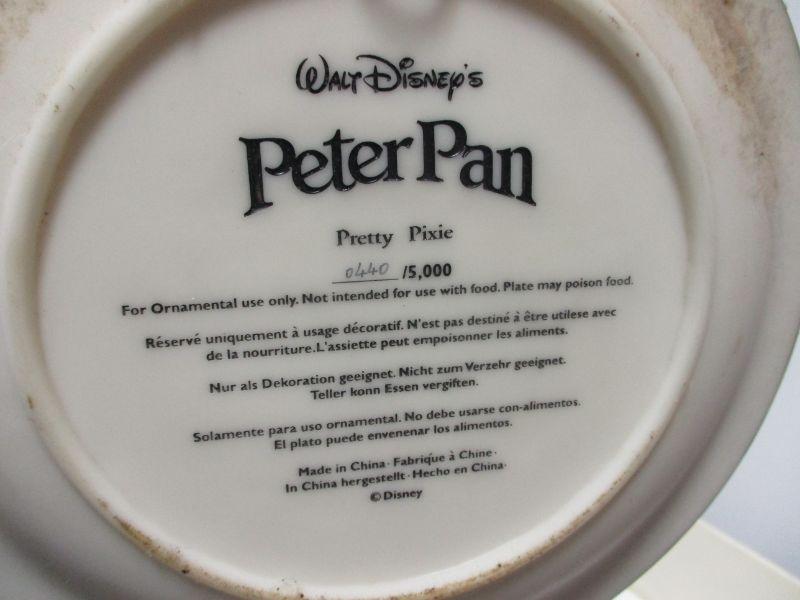 Walt Disney's
Peter Pan
Pretty Pixie
0440 /5,000
For Ornamental use only. Not intended for use with food. Plate may poison food.
Réservé uniquement à usage décoratif. N'est pas destiné à être utilese avec
de la nourriture.L'assiette peut empoisonner les aliments.
Nur als Dekoration geeignet. Nicht zum Verzehr geeignet.
Teller konn Essen vergiften.
Solamente para uso ornamental. No debe usarse con-alimentos.
El plato puede envenenar los alimentos.
Made in China · Fabriqué à Chine ·
In China hergestellt · Hecho en China·
© Disney